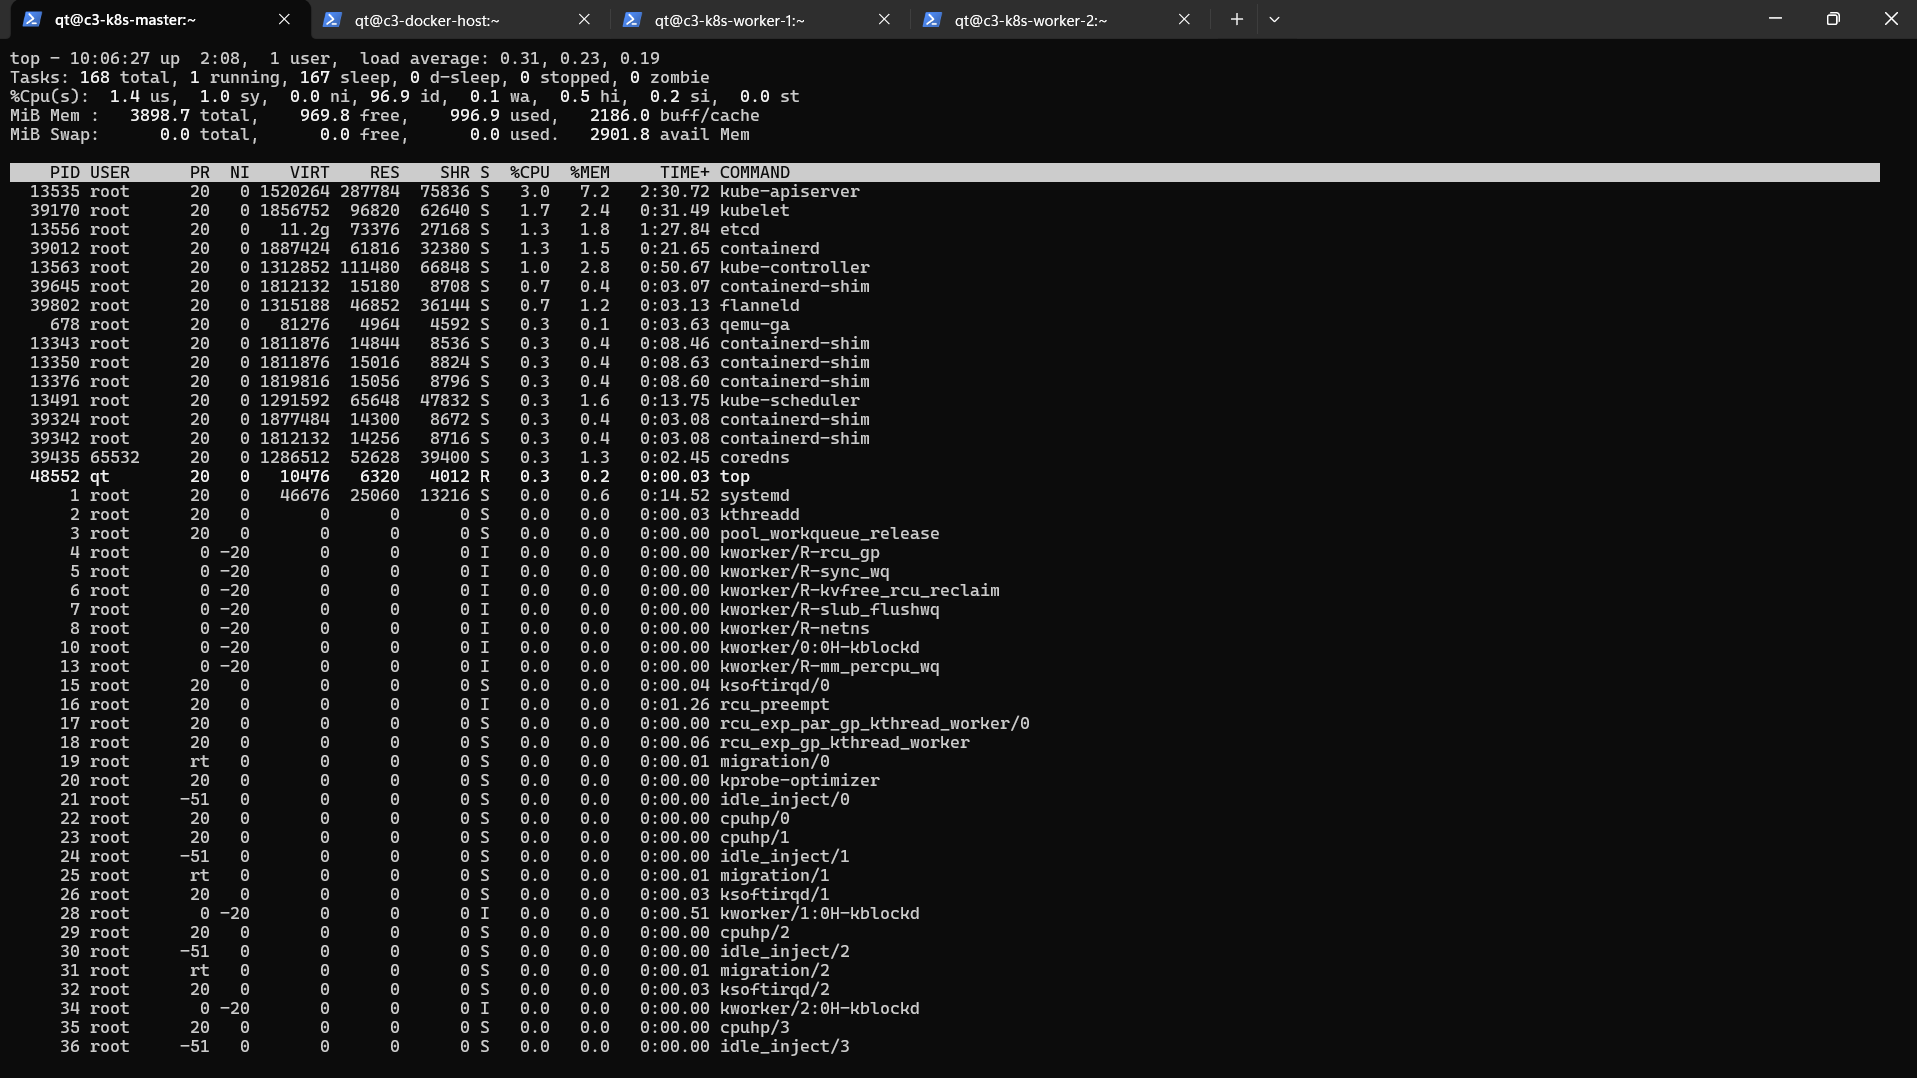 qt@c3-k8s-master:~ qt@c3-docker-host:~ qt@c3-k8s-worker-1:~ qt@c3-k8s-worker-2:~
top - 10:06:27 up  2:08,  1 user,  load average: 0.31, 0.23, 0.19
Tasks: 168 total, 1 running, 167 sleep, 0 d-sleep, 0 stopped, 0 zombie
%Cpu(s):  1.4 us,  1.0 sy,  0.0 ni, 96.9 id,  0.1 wa,  0.5 hi,  0.2 si,  0.0 st
MiB Mem :   3898.7 total,    969.8 free,    996.9 used,   2186.0 buff/cache
MiB Swap:      0.0 total,      0.0 free,      0.0 used.   2901.8 avail Mem
PID USER      PR  NI    VIRT    RES    SHR S  %CPU  %MEM     TIME+ COMMAND
13535 root      20   0 1520264 287784  75836 S   3.0   7.2   2:30.72 kube-apiserver
39170 root      20   0 1856752  96820  62640 S   1.7   2.4   0:31.49 kubelet
13556 root      20   0   11.2g  73376  27168 S   1.3   1.8   1:27.84 etcd
39012 root      20   0 1887424  61816  32380 S   1.3   1.5   0:21.65 containerd
13563 root      20   0 1312852 111480  66848 S   1.0   2.8   0:50.67 kube-controller
39645 root      20   0 1812132  15180   8708 S   0.7   0.4   0:03.07 containerd-shim
39802 root      20   0 1315188  46852  36144 S   0.7   1.2   0:03.13 flanneld
678 root      20   0   81276   4964   4592 S   0.3   0.1   0:03.63 qemu-ga
13343 root      20   0 1811876  14844   8536 S   0.3   0.4   0:08.46 containerd-shim
13350 root      20   0 1811876  15016   8824 S   0.3   0.4   0:08.63 containerd-shim
13376 root      20   0 1819816  15056   8796 S   0.3   0.4   0:08.60 containerd-shim
13491 root      20   0 1291592  65648  47832 S   0.3   1.6   0:13.75 kube-scheduler
39324 root      20   0 1877484  14300   8672 S   0.3   0.4   0:03.08 containerd-shim
39342 root      20   0 1812132  14256   8716 S   0.3   0.4   0:03.08 containerd-shim
39435 65532     20   0 1286512  52628  39400 S   0.3   1.3   0:02.45 coredns
48552 qt        20   0   10476   6320   4012 R   0.3   0.2   0:00.03 top
1 root      20   0   46676  25060  13216 S   0.0   0.6   0:14.52 systemd
2 root      20   0       0      0      0 S   0.0   0.0   0:00.03 kthreadd
3 root      20   0       0      0      0 S   0.0   0.0   0:00.00 pool_workqueue_release
4 root       0 -20       0      0      0 I   0.0   0.0   0:00.00 kworker/R-rcu_gp
5 root       0 -20       0      0      0 I   0.0   0.0   0:00.00 kworker/R-sync_wq
6 root       0 -20       0      0      0 I   0.0   0.0   0:00.00 kworker/R-kvfree_rcu_reclaim
7 root       0 -20       0      0      0 I   0.0   0.0   0:00.00 kworker/R-slub_flushwq
8 root       0 -20       0      0      0 I   0.0   0.0   0:00.00 kworker/R-netns
10 root       0 -20       0      0      0 I   0.0   0.0   0:00.00 kworker/0:0H-kblockd
13 root       0 -20       0      0      0 I   0.0   0.0   0:00.00 kworker/R-mm_percpu_wq
15 root      20   0       0      0      0 S   0.0   0.0   0:00.04 ksoftirqd/0
16 root      20   0       0      0      0 I   0.0   0.0   0:01.26 rcu_preempt
17 root      20   0       0      0      0 S   0.0   0.0   0:00.00 rcu_exp_par_gp_kthread_worker/0
18 root      20   0       0      0      0 S   0.0   0.0   0:00.06 rcu_exp_gp_kthread_worker
19 root      rt   0       0      0      0 S   0.0   0.0   0:00.01 migration/0
20 root      20   0       0      0      0 S   0.0   0.0   0:00.00 kprobe-optimizer
21 root     -51   0       0      0      0 S   0.0   0.0   0:00.00 idle_inject/0
22 root      20   0       0      0      0 S   0.0   0.0   0:00.00 cpuhp/0
23 root      20   0       0      0      0 S   0.0   0.0   0:00.00 cpuhp/1
24 root     -51   0       0      0      0 S   0.0   0.0   0:00.00 idle_inject/1
25 root      rt   0       0      0      0 S   0.0   0.0   0:00.01 migration/1
26 root      20   0       0      0      0 S   0.0   0.0   0:00.03 ksoftirqd/1
28 root       0 -20       0      0      0 I   0.0   0.0   0:00.51 kworker/1:0H-kblockd
29 root      20   0       0      0      0 S   0.0   0.0   0:00.00 cpuhp/2
30 root     -51   0       0      0      0 S   0.0   0.0   0:00.00 idle_inject/2
31 root      rt   0       0      0      0 S   0.0   0.0   0:00.01 migration/2
32 root      20   0       0      0      0 S   0.0   0.0   0:00.03 ksoftirqd/2
34 root       0 -20       0      0      0 I   0.0   0.0   0:00.00 kworker/2:0H-kblockd
35 root      20   0       0      0      0 S   0.0   0.0   0:00.00 cpuhp/3
36 root     -51   0       0      0      0 S   0.0   0.0   0:00.00 idle_inject/3